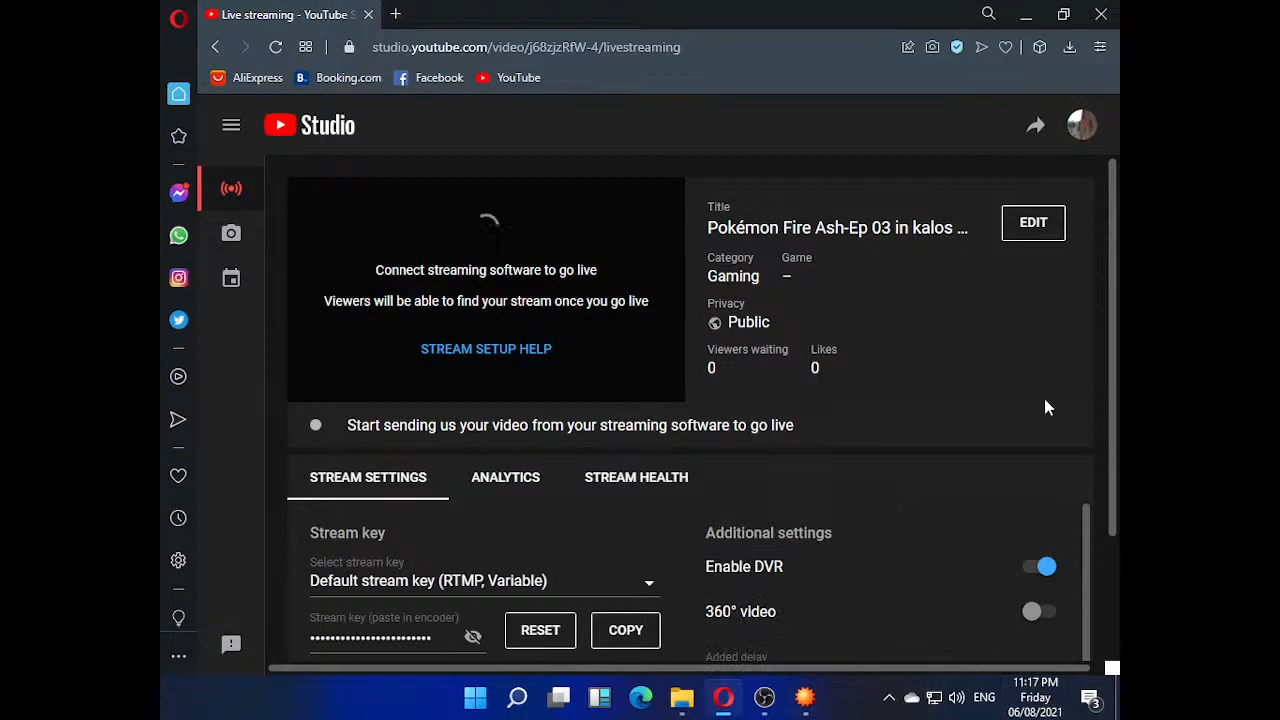 Live streaming - YouTube S
studio.youtube.com/video/j68zjzRfW-4/livestreaming
AliExpress B. Booking.com Facebook YouTube
Studio
Title
Pokémon Fire Ash-Ep 03 in kalos ...
EDIT
Category Game
Gaming –
Privacy
Public
Viewers waiting Likes
0 0
Connect streaming software to go live
Viewers will be able to find your stream once you go live
STREAM SETUP HELP
Start sending us your video from your streaming software to go live
STREAM SETTINGS ANALYTICS STREAM HEALTH
Stream key
Select stream key
Default stream key (RTMP, Variable)
Stream key (paste in encoder)
••••••••••••••••••••••••
RESET COPY
Additional settings
Enable DVR
360° video
Added delay
ENG
11:17 PM
Friday
06/08/2021
3